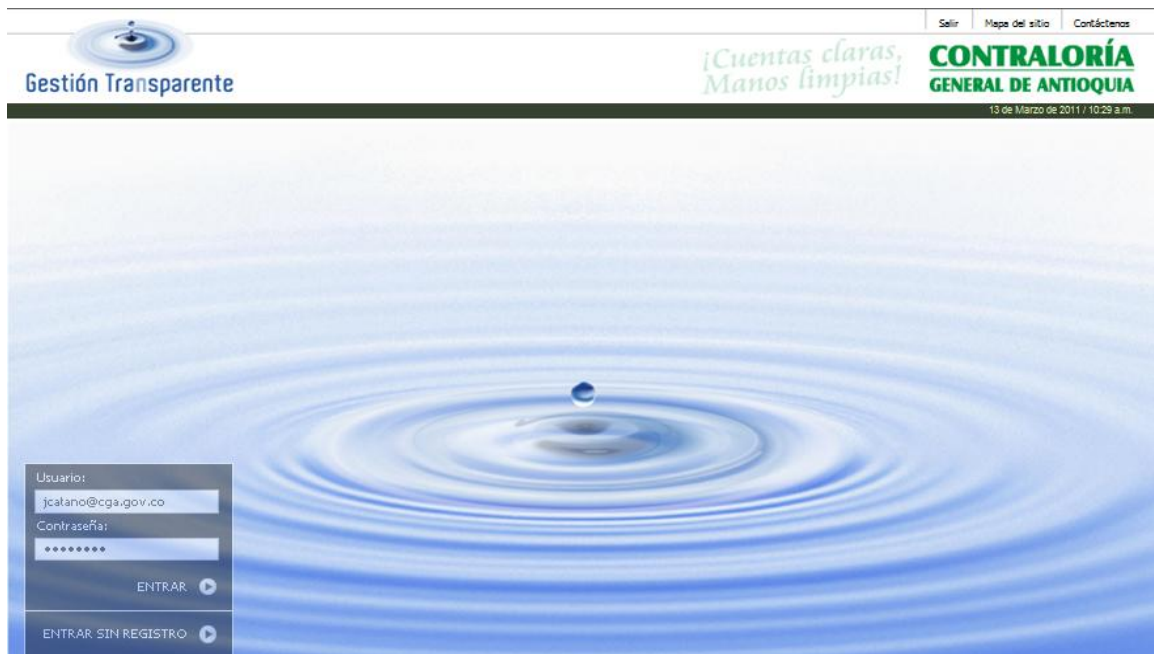 Salir Mapa del sitio Contáctenos
Gestión Transparente
¡Cuentas claras,
Manos limpias!
CONTRALORÍA
GENERAL DE ANTIOQUIA
13 de Marzo de 2011 / 10:29 a.m.
Usuario:
jcatano@cga.gov.co
Contraseña:
••••••••
ENTRAR
ENTRAR SIN REGISTRO